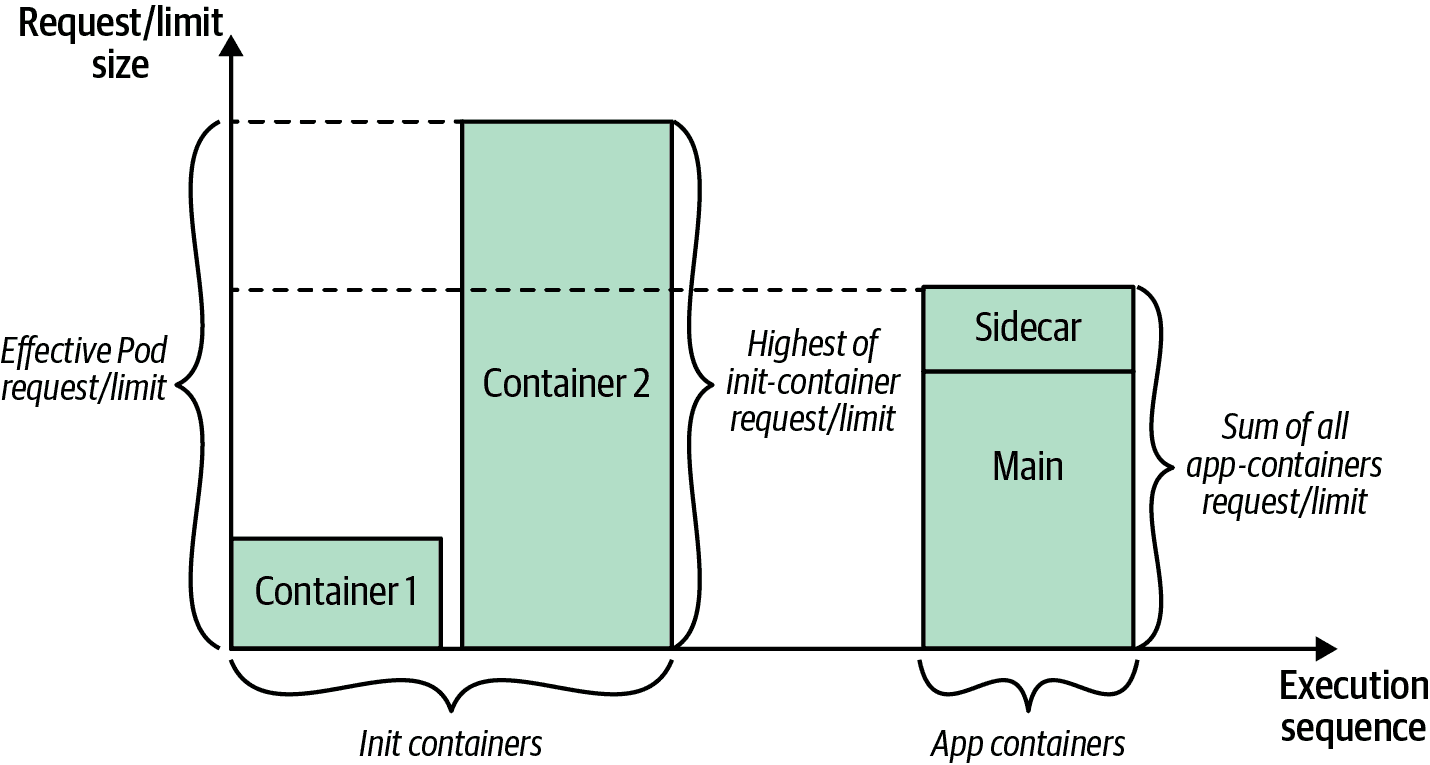 Request/limit
size
Effective Pod
request/limit
Container 1
Container 2
Highest of
init-container
request/limit
Sidecar
Main
Sum of all
app-containers
request/limit
Execution
sequence
Init containers
App containers